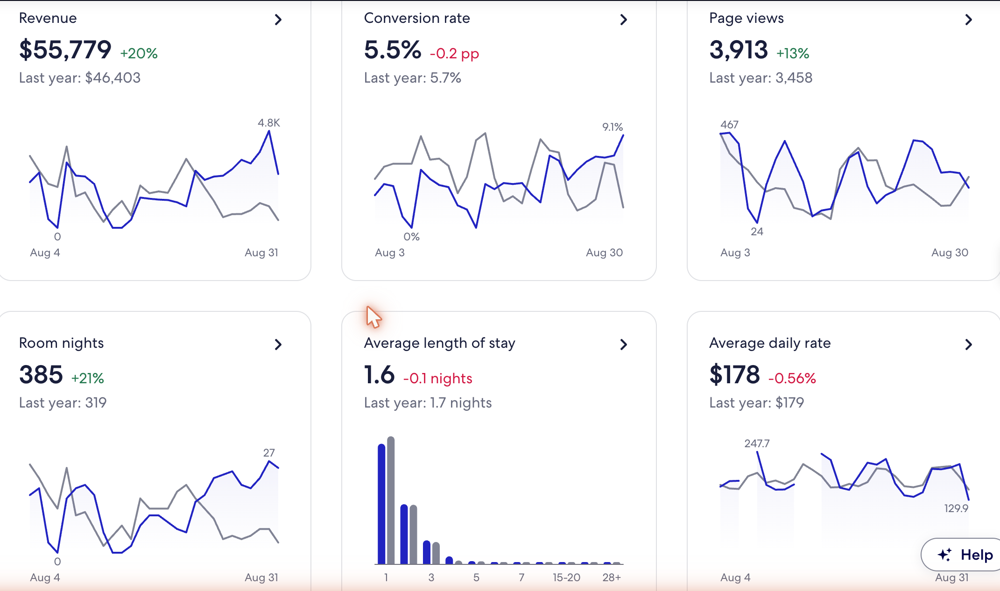 Revenue
$55,779 +20%
Last year: $46,403
4.8K
0
Aug 4 Aug 31
Conversion rate
5.5% -0.2 pp
Last year: 5.7%
9.1%
0%
Aug 3 Aug 30
Page views
3,913 +13%
Last year: 3,458
467
24
Aug 3 Aug 30
Room nights
385 +21%
Last year: 319
27
0
Aug 4 Aug 31
Average length of stay
1.6 -0.1 nights
Last year: 1.7 nights
1 3 5 7 15-20 28+
Average daily rate
$178 -0.56%
Last year: $179
247.7
129.9
Help
Aug 4 Aug 31